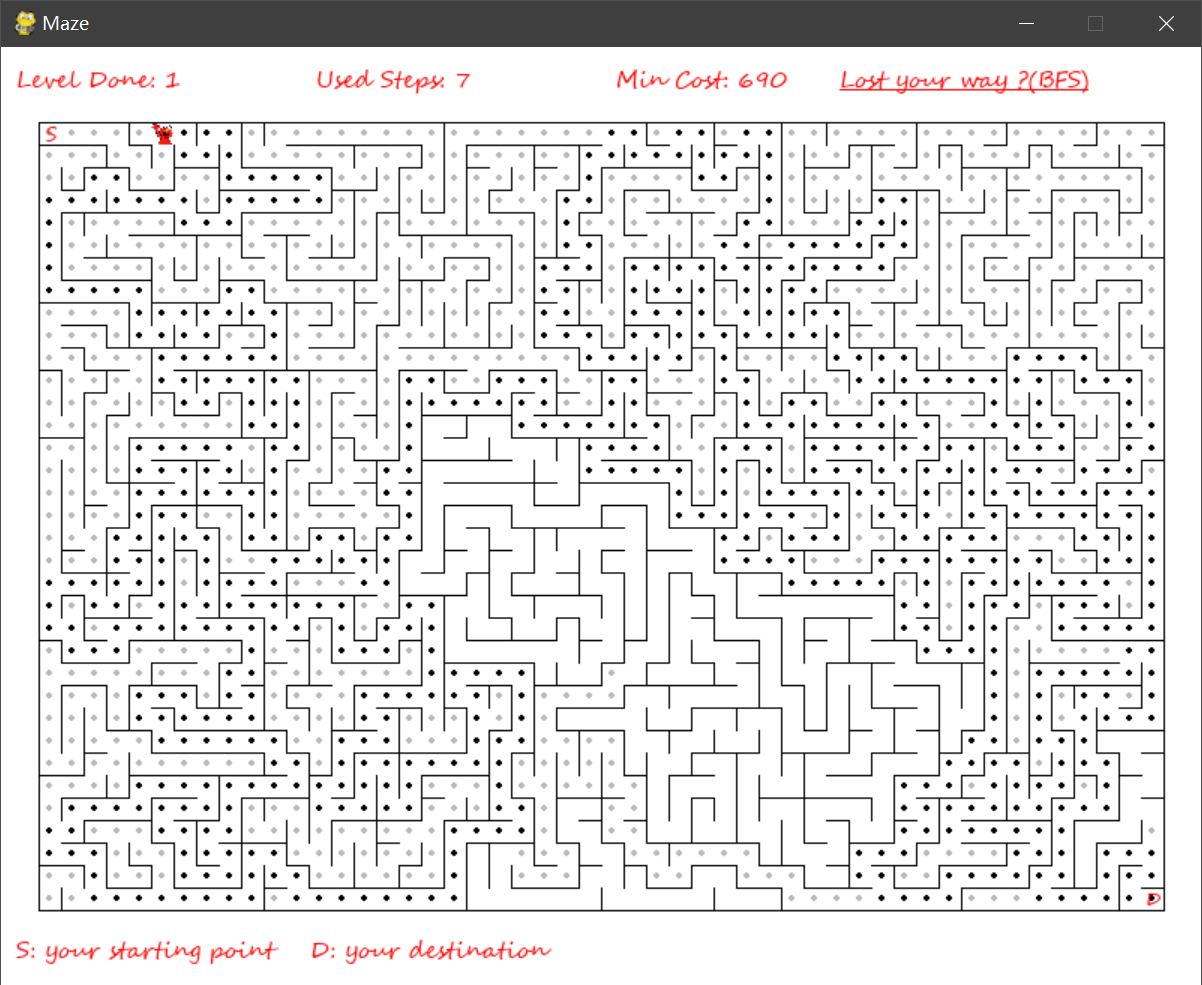 Maze
Level Done: 1 Used Steps: 7 Min Cost: 690 Lost your way ?(BFS)
S
D
S: your starting point D: your destination